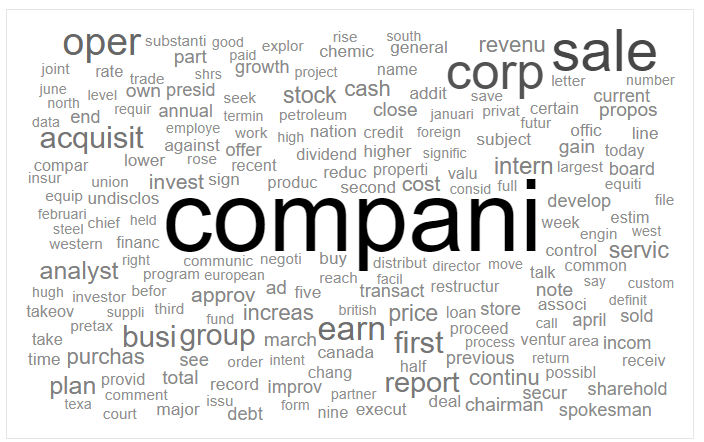 oper substanti good explor rise south general revenu sale
part paid chemic corp
joint rate growth project name letter number
june trade shrs stock cash addit save current
north level own presid seek close januari privat certain propos
data end requir annual termin petroleum futur offic line
acquisit employe work high nation credit foreign subject gain today
against offer dividend higher signific intern largest board
compar lower rose recent reduc properti valu equiti
insur union invest sign produc second cost consid full file
equip undisclos compani develop
februari chief held week estim
steel engin west
western financ control servic
right communic negoti buy distribut director move talk common
analyst program european reach facil say custom
hugh investor befor approv ad five transact restructur note definit
takeov suppli third increas british price loan store associ sold
pretax fund earn proceed call april
take busi group march first process ventur area incom
time purchas see order intent canada previous return receiv
plan provid total record improv chang half report continu possibl sharehold
texa comment issu partner secur
court major debt form nine execut deal chairman spokesman